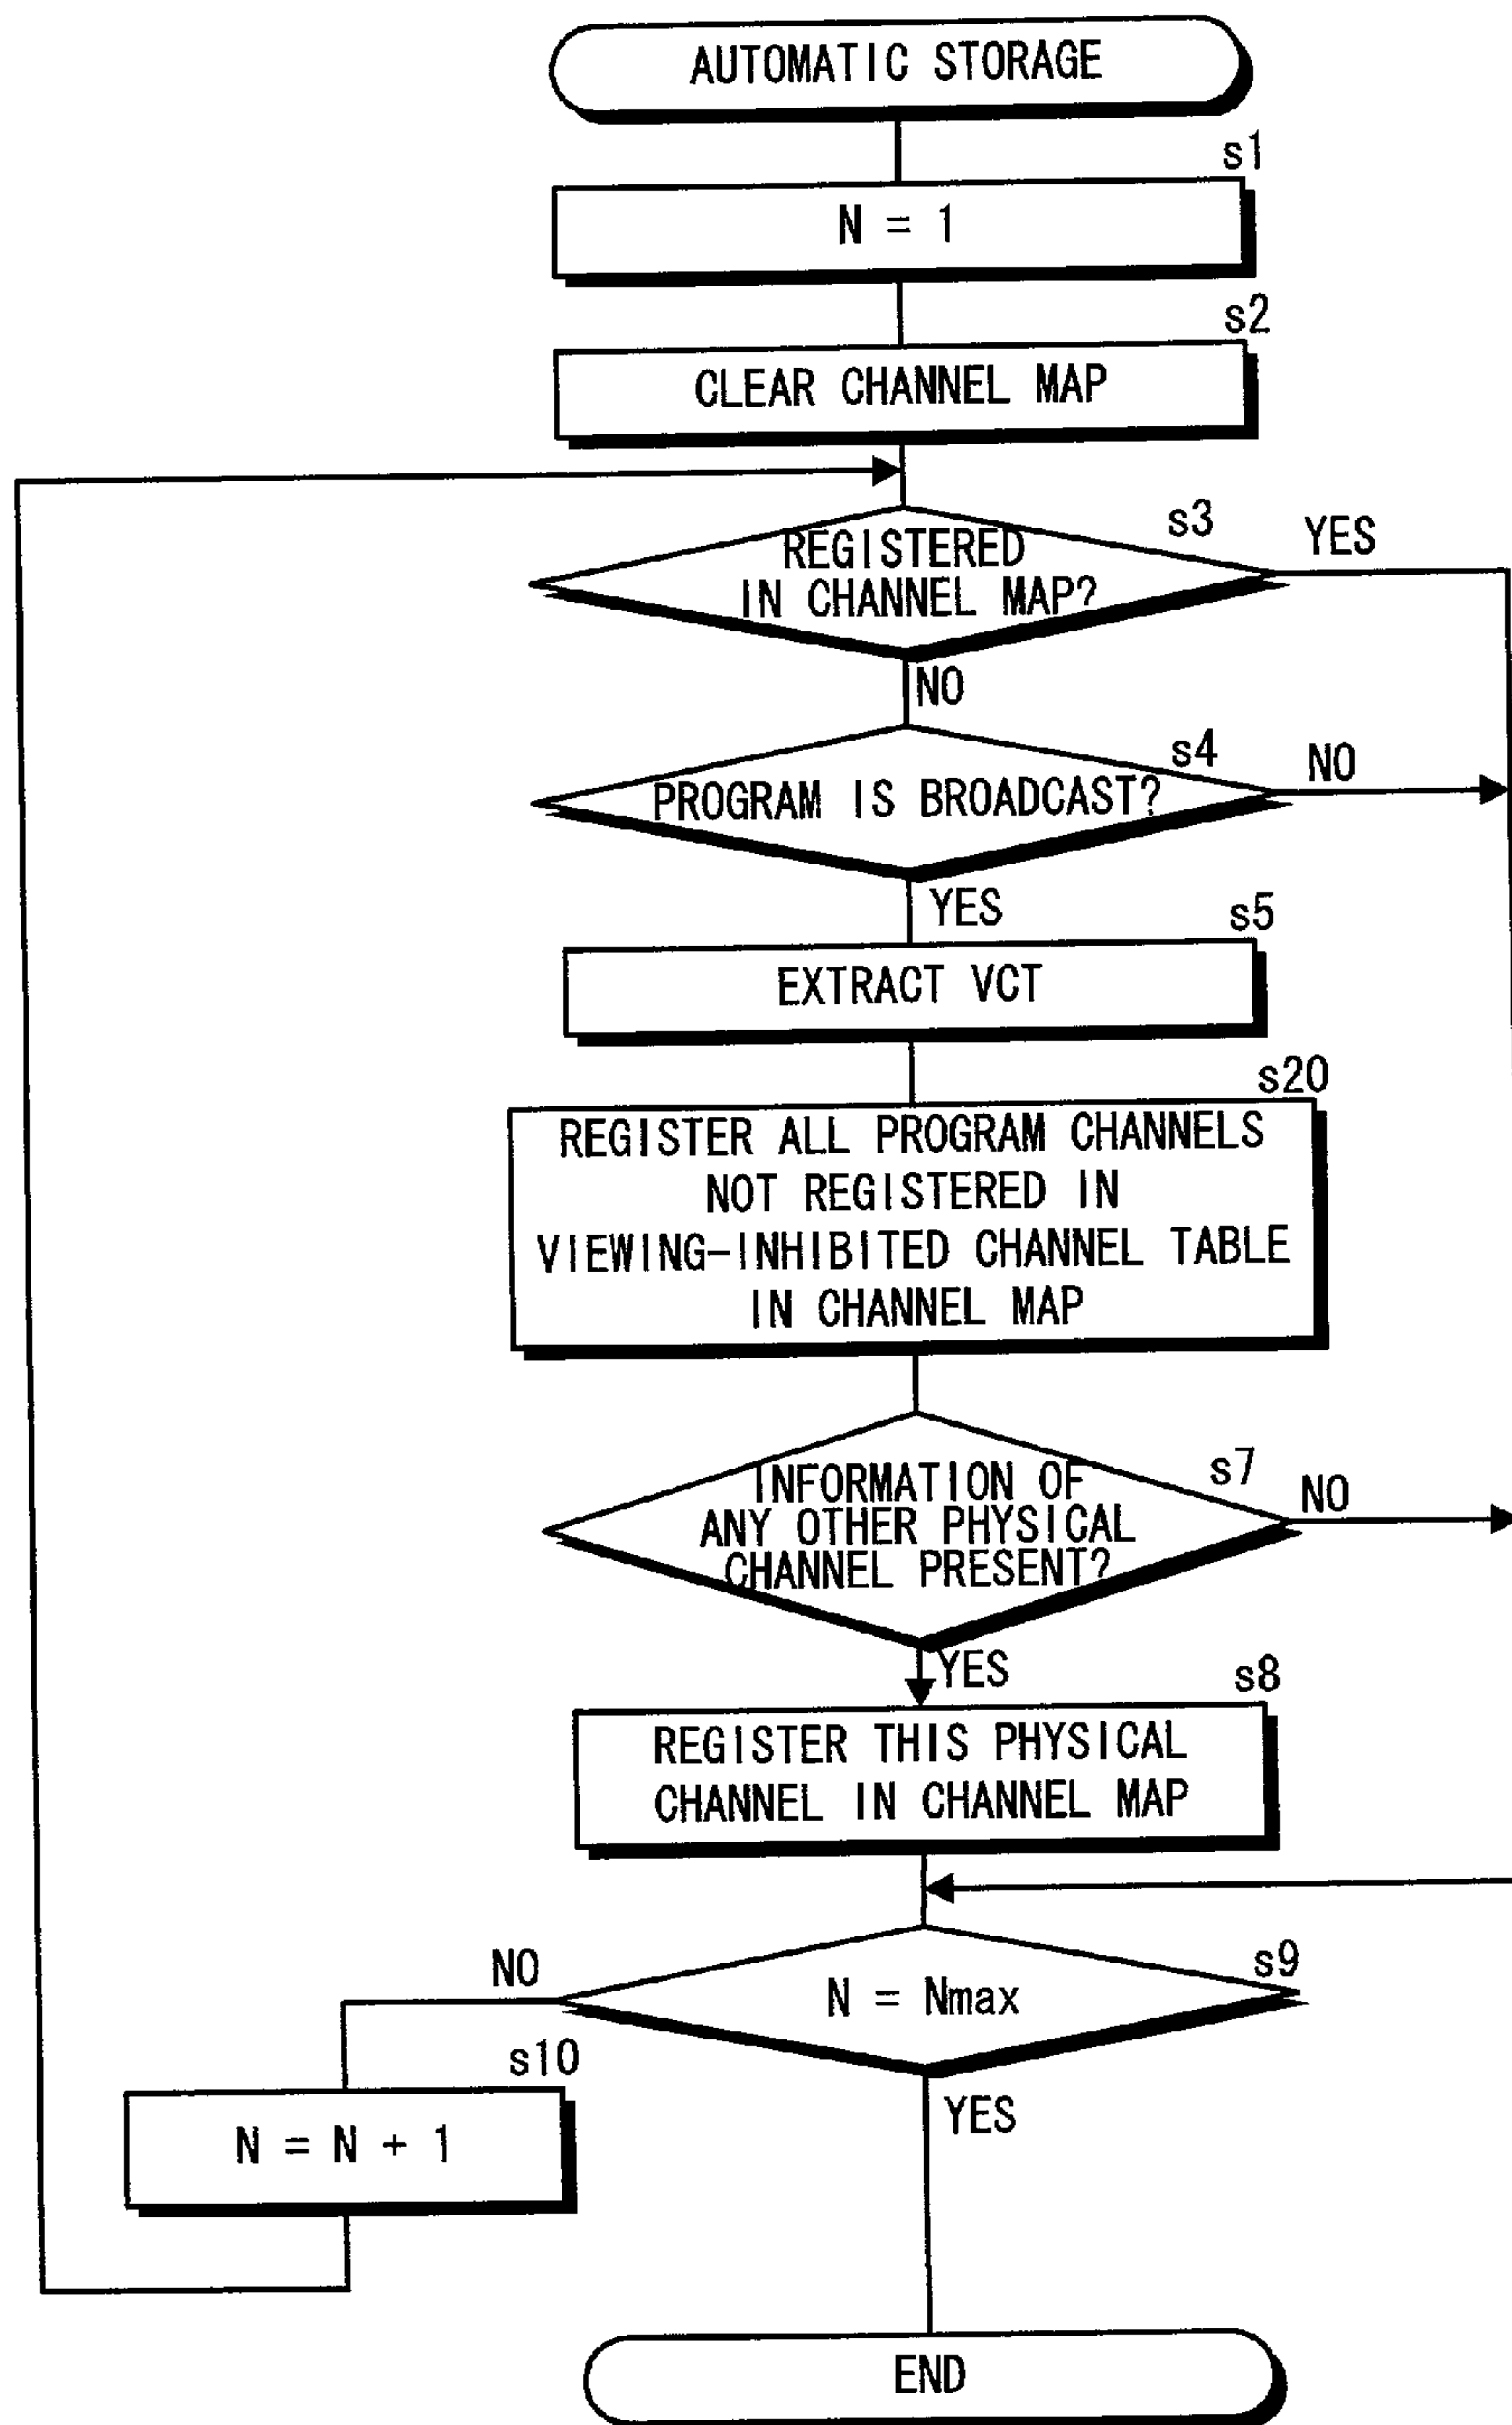 AUTOMATIC STORAGE
s1
N = 1
s2
CLEAR CHANNEL MAP
s3
REGISTERED
IN CHANNEL MAP?
YES
NO
s4
PROGRAM IS BROADCAST?
NO
YES
s5
EXTRACT VCT
s20
REGISTER ALL PROGRAM CHANNELS
NOT REGISTERED IN
VIEWING-INHIBITED CHANNEL TABLE
IN CHANNEL MAP
s7
INFORMATION OF
ANY OTHER PHYSICAL
CHANNEL PRESENT?
NO
YES
s8
REGISTER THIS PHYSICAL
CHANNEL IN CHANNEL MAP
NO
s9
N = Nmax
s10
N = N + 1
YES
END